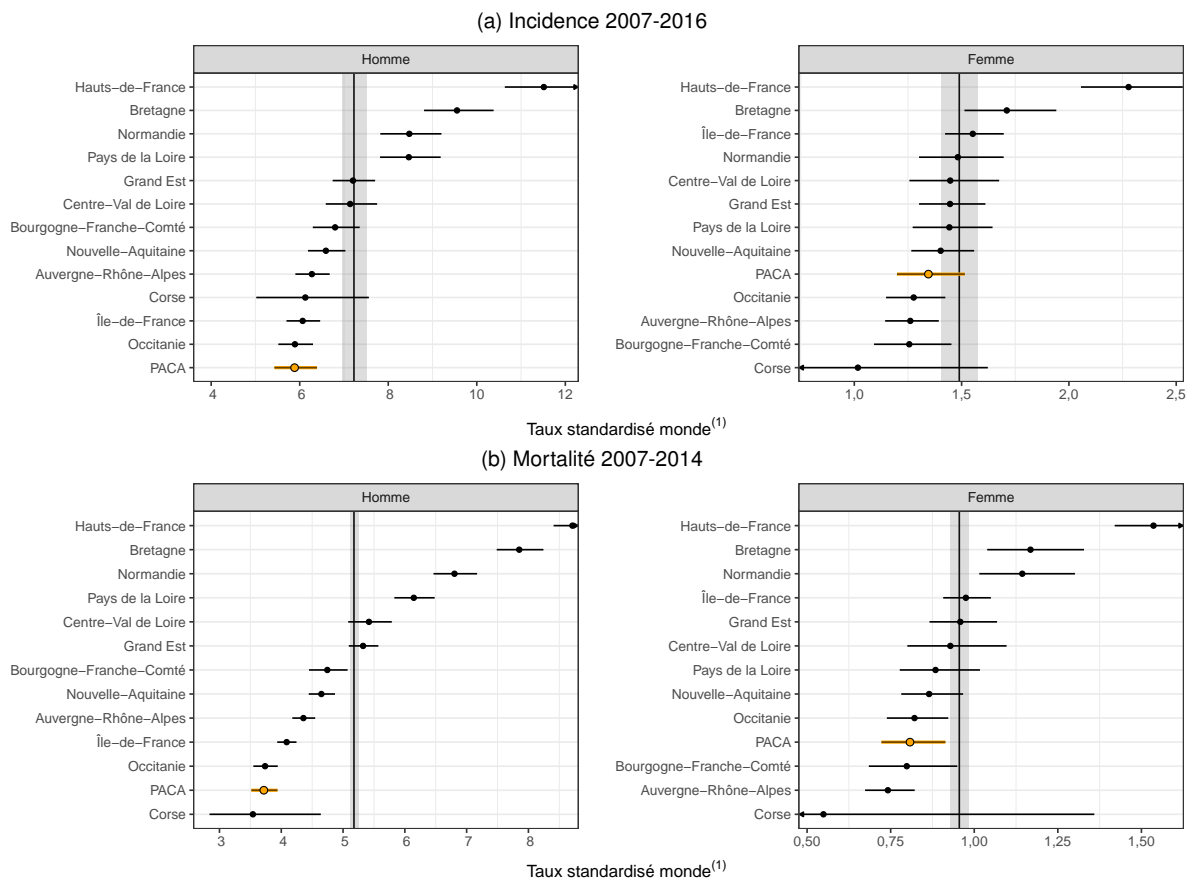 (a) Incidence 2007-2016
Homme
Hauts−de−France
Bretagne
Normandie
Pays de la Loire
Grand Est
Centre−Val de Loire
Bourgogne−Franche−Comté
Nouvelle−Aquitaine
Auvergne−Rhône−Alpes
Corse
Île−de−France
Occitanie
PACA
4 6 8 10 12
Femme
Hauts−de−France
Bretagne
Île−de−France
Normandie
Centre−Val de Loire
Grand Est
Pays de la Loire
Nouvelle−Aquitaine
PACA
Occitanie
Auvergne−Rhône−Alpes
Bourgogne−Franche−Comté
Corse
1,0 1,5 2,0 2,5
Taux standardisé monde(1)
(b) Mortalité 2007-2014
Homme
Hauts−de−France
Bretagne
Normandie
Pays de la Loire
Centre−Val de Loire
Grand Est
Bourgogne−Franche−Comté
Nouvelle−Aquitaine
Auvergne−Rhône−Alpes
Île−de−France
Occitanie
PACA
Corse
3 4 5 6 7 8
Femme
Hauts−de−France
Bretagne
Normandie
Île−de−France
Grand Est
Centre−Val de Loire
Pays de la Loire
Nouvelle−Aquitaine
Occitanie
PACA
Bourgogne−Franche−Comté
Auvergne−Rhône−Alpes
Corse
0,50 0,75 1,00 1,25 1,50
Taux standardisé monde(1)